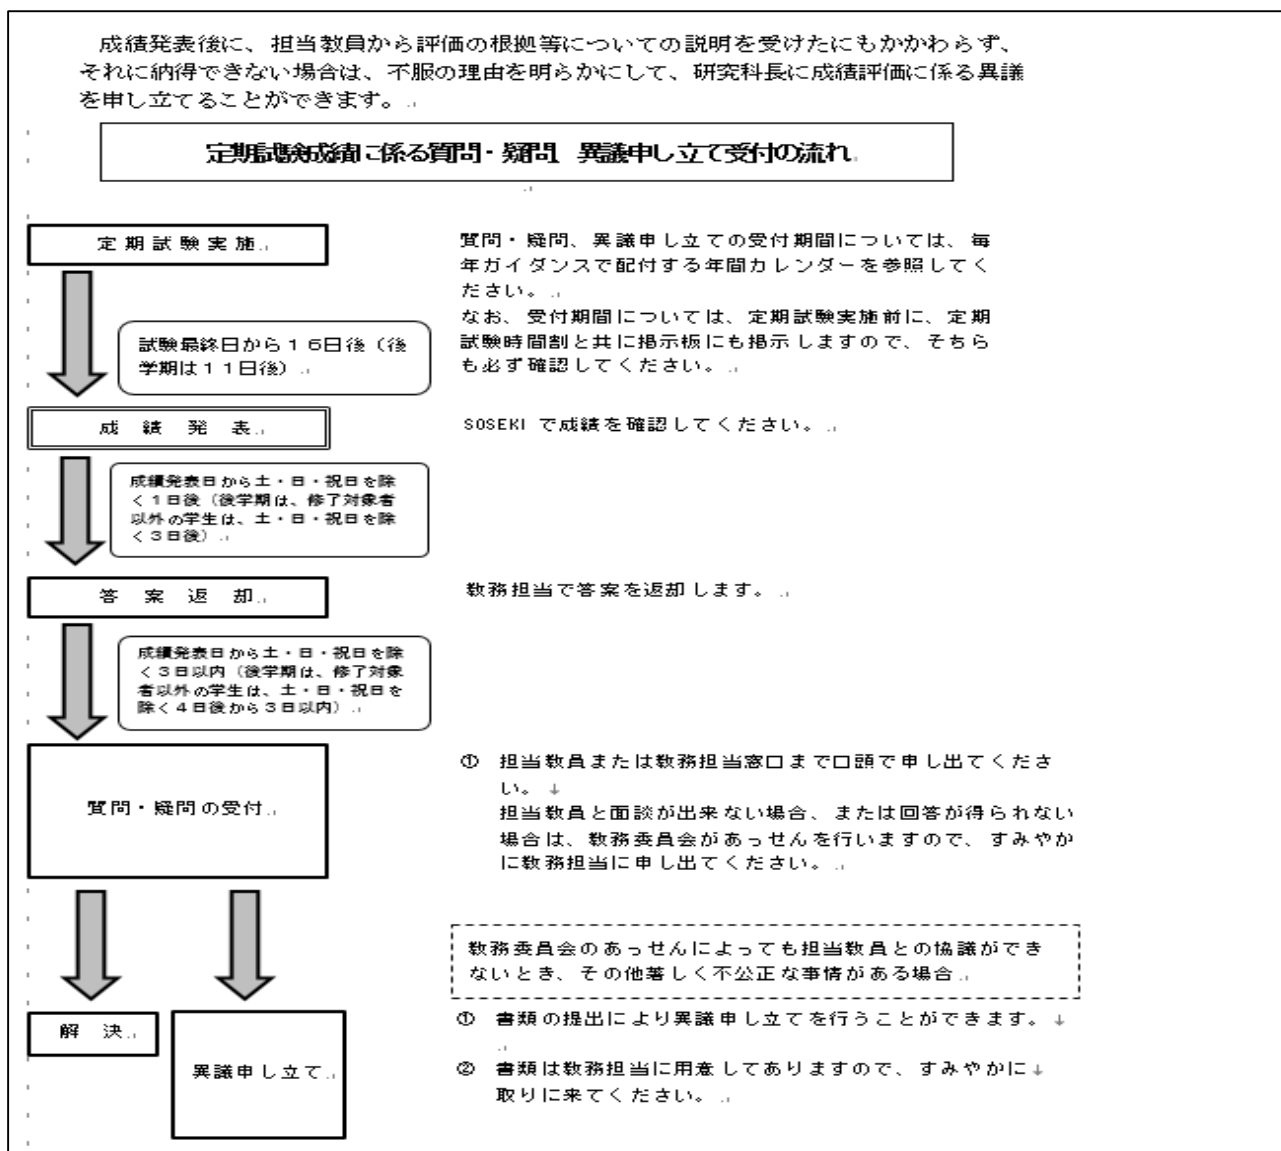 成績発表後に、担当教員から評価の根拠等についての説明を受けたにもかかわらず、
それに納得できない場合は、不服の理由を明らかにして、研究科長に成績評価に係る異議
を申し立てることができます。
定期試験成績に係る質問・疑問、異議申し立て受付の流れ
定期試験実施
質問・疑問、異議申し立ての受付期間については、毎
年ガイダンスで配付する年間カレンダーを参照してく
ださい。
なお、受付期間については、定期試験実施前に、定期
試験時間割と共に掲示板にも掲示しますので、そちら
も必ず確認してください。
試験最終日から１６日後（後
学期は１１日後）
成績発表
SOSEKI で成績を確認してください。
成績発表日から土・日・祝日を除
く１日後（後学期は、修了対象者
以外の学生は、土・日・祝日を除
く３日後）
答案返却
教務担当で答案を返却します。
成績発表日から土・日・祝日を除
く３日以内（後学期は、修了対象
者以外の学生は、土・日・祝日を
除く４日後から３日以内）
質問・疑問の受付
① 担当教員または教務担当窓口まで口頭で申し出てくださ
い。↓
担当教員と面談が出来ない場合、または回答が得られない
場合は、教務委員会があっせんを行いますので、すみやか
に教務担当に申し出てください。
教務委員会のあっせんによっても担当教員との協議ができ
ないとき、その他著しく不公正な事情がある場合
解決
異議申し立て
① 書類の提出により異議申し立てを行うことができます。↓
② 書類は教務担当に用意してありますので、すみやかに↓
取りに来てください。